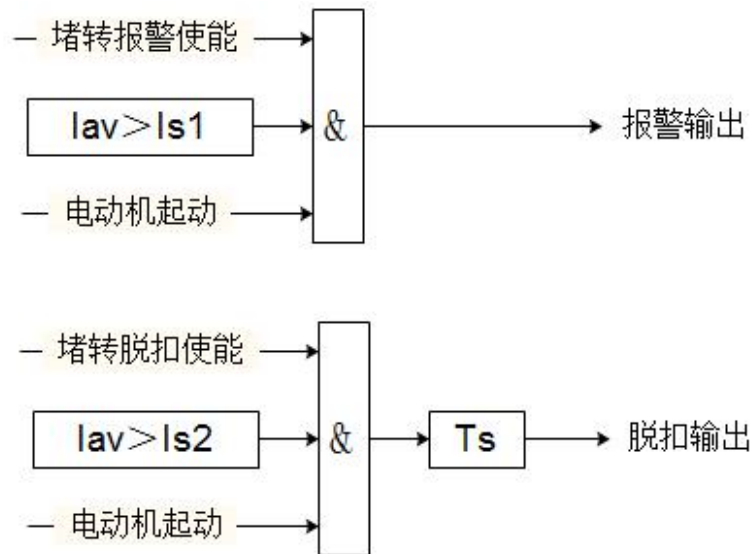 堵转报警使能
Iav＞Is1
&
报警输出
电动机起动
堵转脱扣使能
Iav＞Is2
&
Ts
脱扣输出
电动机起动